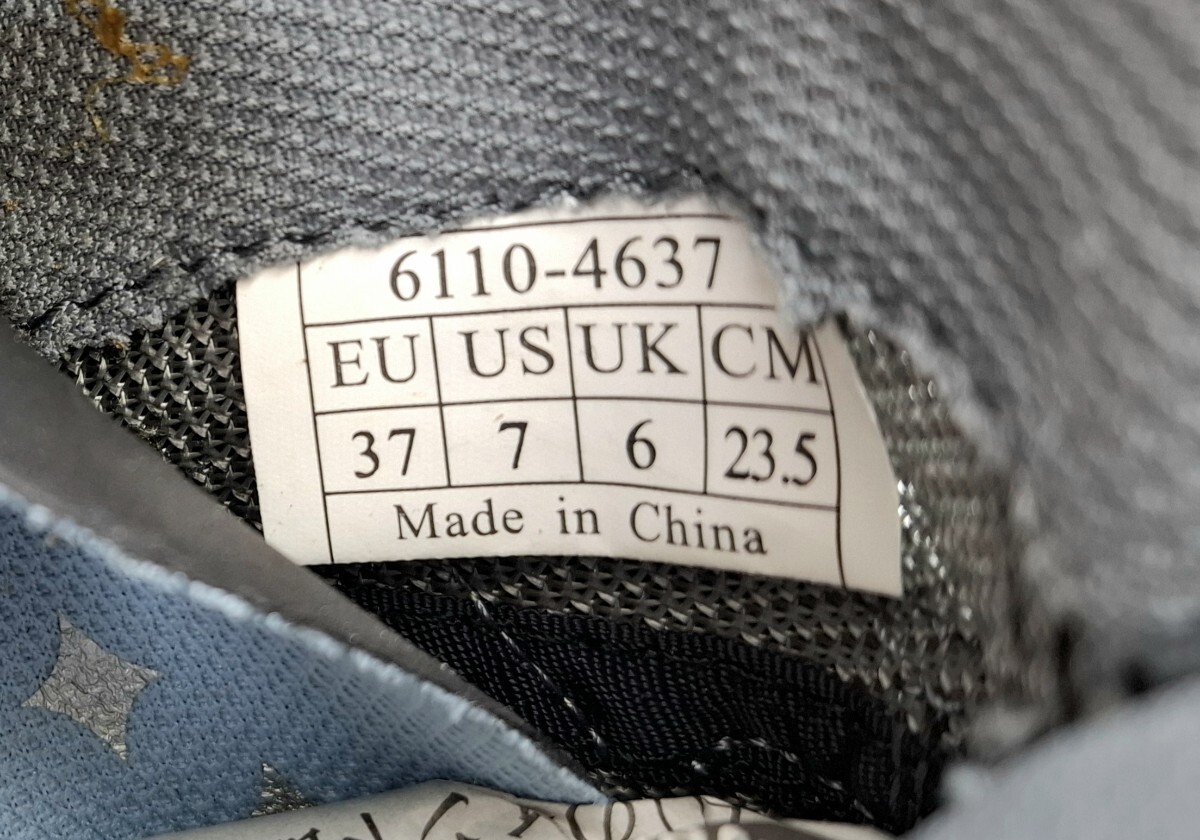 6110-4637
EU US UK CM
37 7 6 23.5
Made in China